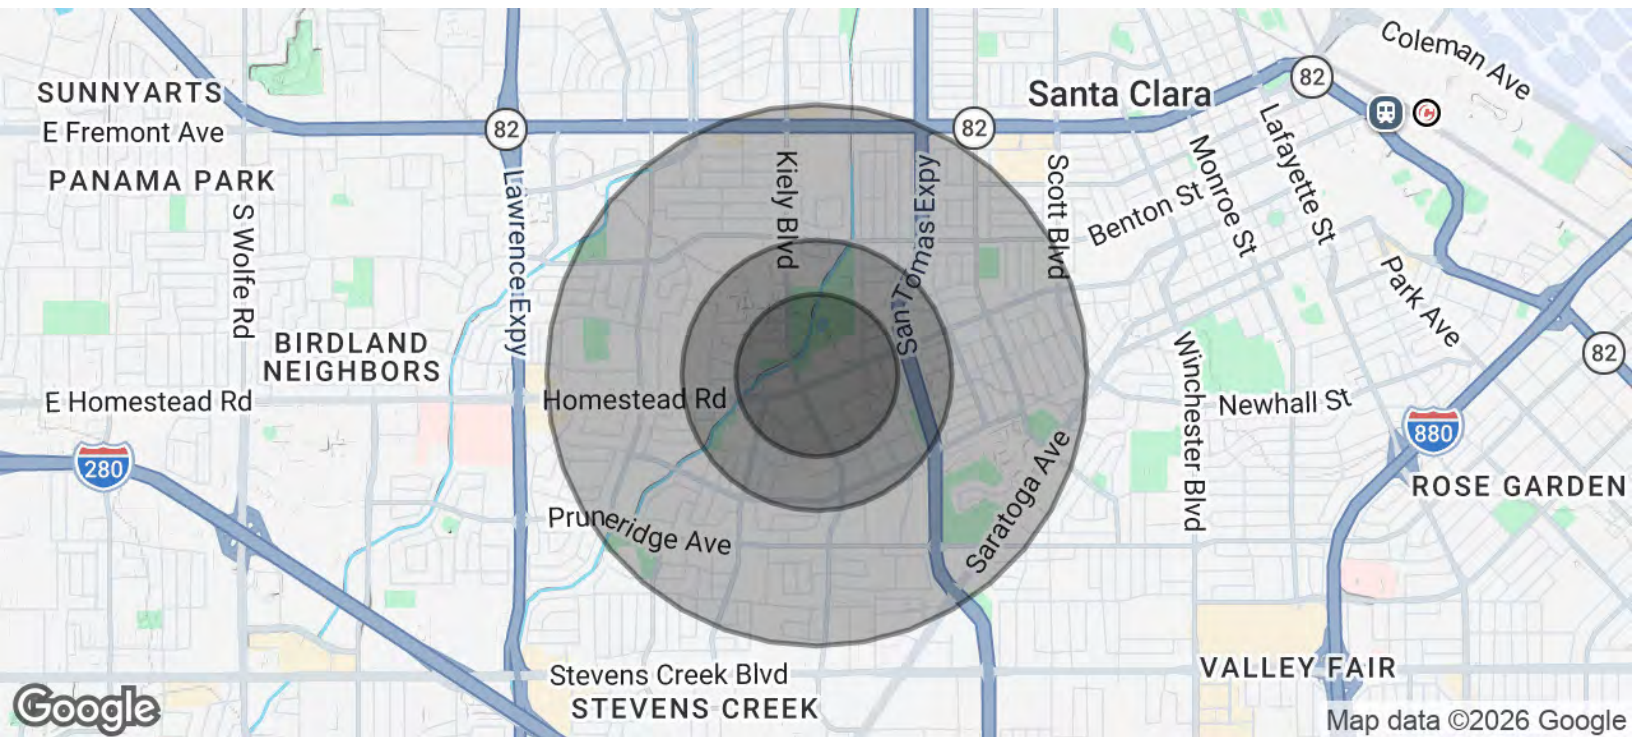 Coleman Ave
SUNNYARTS
E Fremont Ave
82
82
Santa Clara
82
PANAMA PARK
S Wolfe Rd
Lawrence Expy
Kiely Blvd
San Tomas Expy
Scott Blvd
Benton St
Monroe St
Lafayette St
Park Ave
BIRDLAND
NEIGHBORS
82
E Homestead Rd
Homestead Rd
Winchester Blvd
Newhall St
880
280
ROSE GARDEN
Pruneridge Ave
Saratoga Ave
Stevens Creek Blvd
STEVENS CREEK
VALLEY FAIR
Google
Map data ©2026 Google